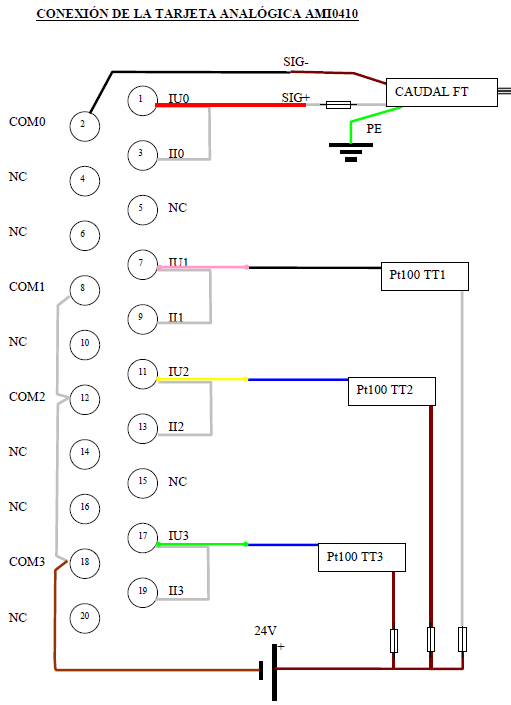 CONEXIÓN DE LA TARJETA ANALÓGICA AMI0410
SIG-
CAUDAL FT
1
IU0
SIG+
COM0
2
PE
3
II0
NC
4
5
NC
NC
6
7
IU1
Pt100 TT1
COM1
8
9
II1
NC
10
11
IU2
Pt100 TT2
COM2
12
13
II2
NC
14
15
NC
NC
16
17
IU3
Pt100 TT3
COM3
18
19
II3
NC
20
24V
+